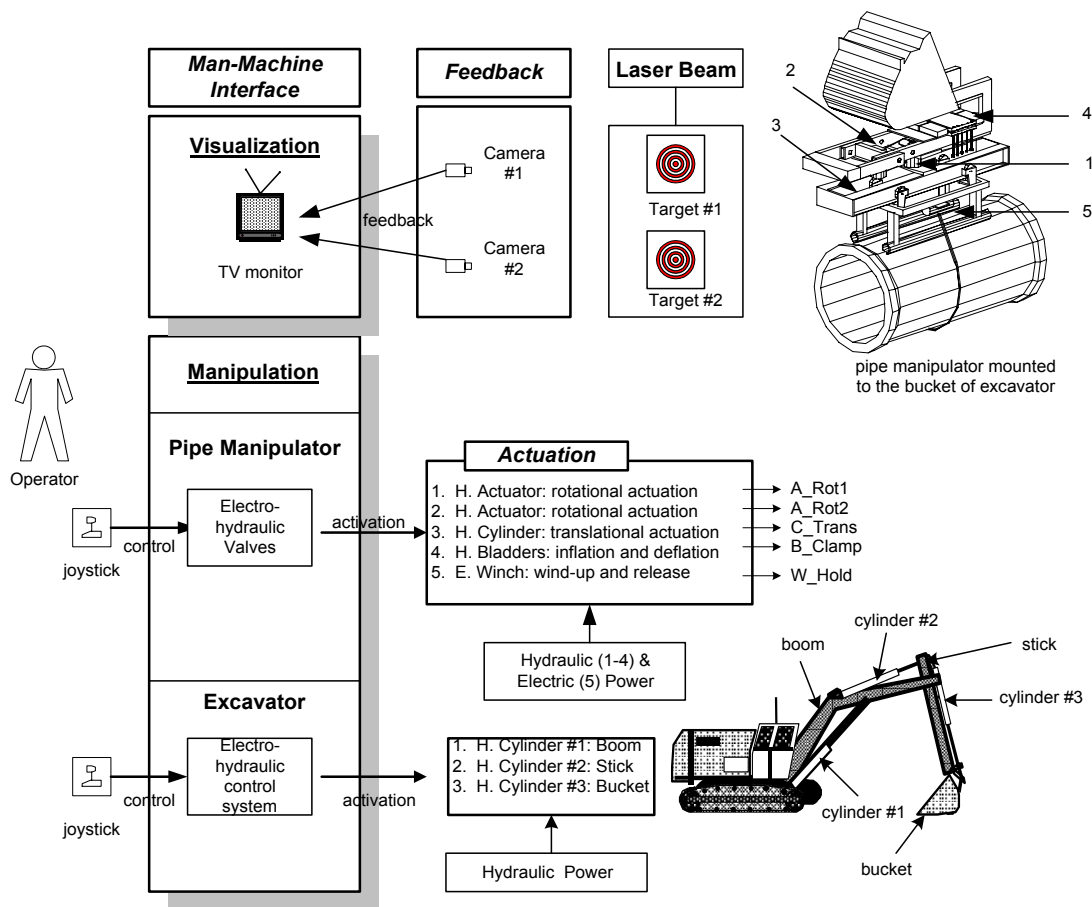 Man-Machine
Interface
Feedback
Laser Beam
Visualization
TV monitor
feedback
Camera
#1
Camera
#2
Target #1
Target #2
2
3
4
1
5
pipe manipulator mounted
to the bucket of excavator
Operator
Manipulation
Pipe Manipulator
joystick
control
Electro-
hydraulic
Valves
activation
Actuation
1. H. Actuator: rotational actuation
2. H. Actuator: rotational actuation
3. H. Cylinder: translational actuation
4. H. Bladders: inflation and deflation
5. E. Winch: wind-up and release
A_Rot1
A_Rot2
C_Trans
B_Clamp
W_Hold
Hydraulic (1-4) &
Electric (5) Power
Excavator
joystick
control
Electro-
hydraulic
control
system
activation
1. H. Cylinder #1: Boom
2. H. Cylinder #2: Stick
3. H. Cylinder #3: Bucket
Hydraulic Power
boom
cylinder #2
stick
cylinder #3
cylinder #1
bucket